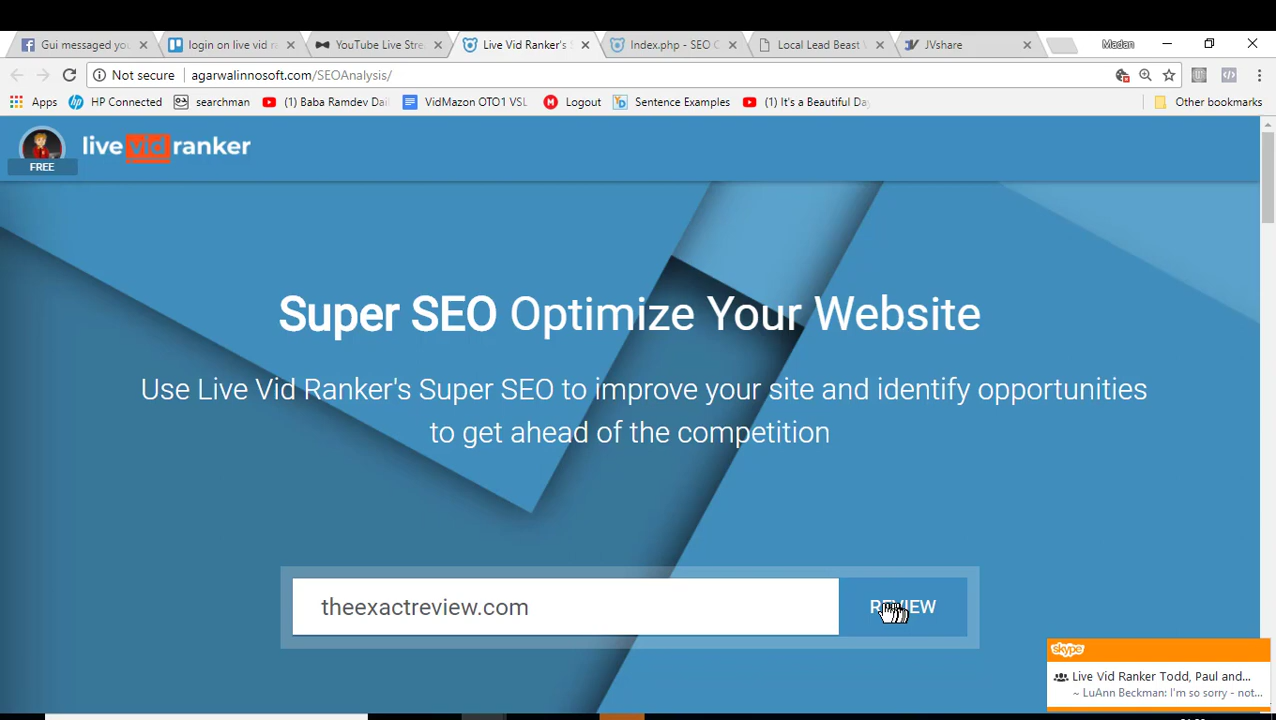 Gui messaged you
login on live vid r
YouTube Live Stre
Live Vid Ranker's S
Index.php - SEO C
Local Lead Beast V
JVshare
Madan
Not secure
agarwalinnosoft.com/SEOAnalysis/
Apps
HP Connected
searchman
(1) Baba Ramdev Dai
VidMazon OTO1 VSL
Logout
Sentence Examples
(1) It's a Beautiful Day
Other bookmarks
live vid ranker
FREE
Super SEO Optimize Your Website
Use Live Vid Ranker's Super SEO to improve your site and identify opportunities
to get ahead of the competition
theexactreview.com
REVIEW
skype
Live Vid Ranker Todd, Paul and...
~ LuAnn Beckman: I'm so sorry - not...